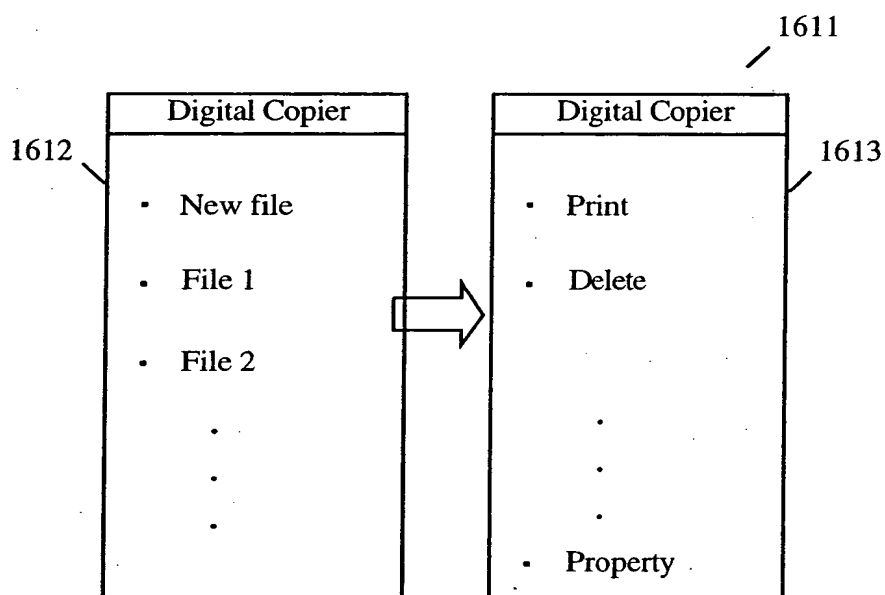 1611
Digital Copier
Digital Copier
1612
1613
· New file
· Print
· File 1
· Delete
· File 2
· Property